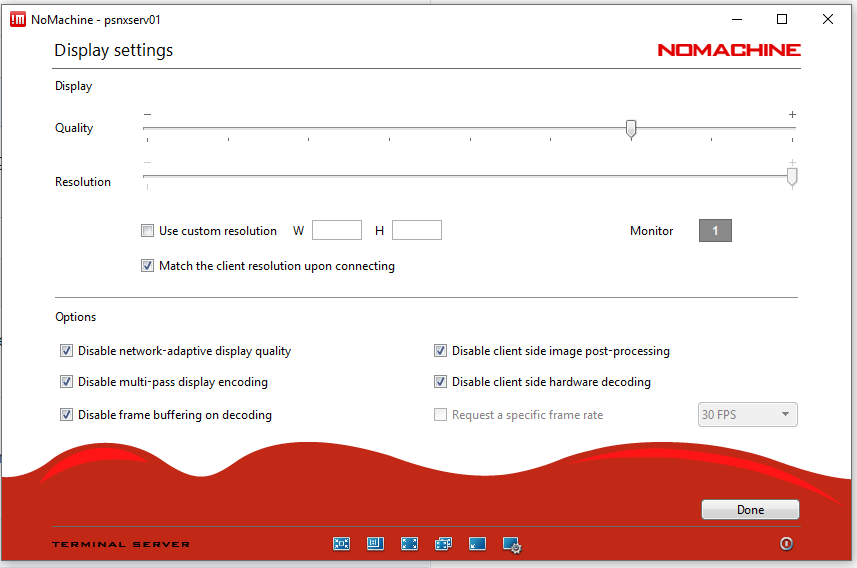 !M NoMachine - psnxserv01
Display settings
NOMACHINE
Display
− +
Quality
− +
Resolution
Use custom resolution W H Monitor 1
Match the client resolution upon connecting
Options
Disable network-adaptive display quality Disable client side image post-processing
Disable multi-pass display encoding Disable client side hardware decoding
Disable frame buffering on decoding Request a specific frame rate 30 FPS
Done
TERMINAL SERVER